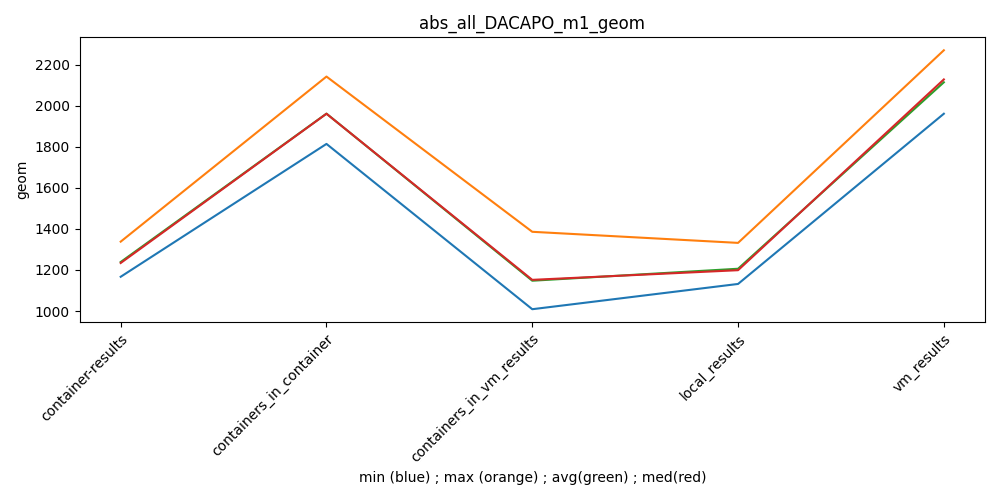 abs_all_DACAPO_m1_geom
geom
2200
2000
1800
1600
1400
1200
1000
container-results
containers_in_container
containers_in_vm_results
local_results
vm_results
min (blue) ; max (orange) ; avg(green) ; med(red)